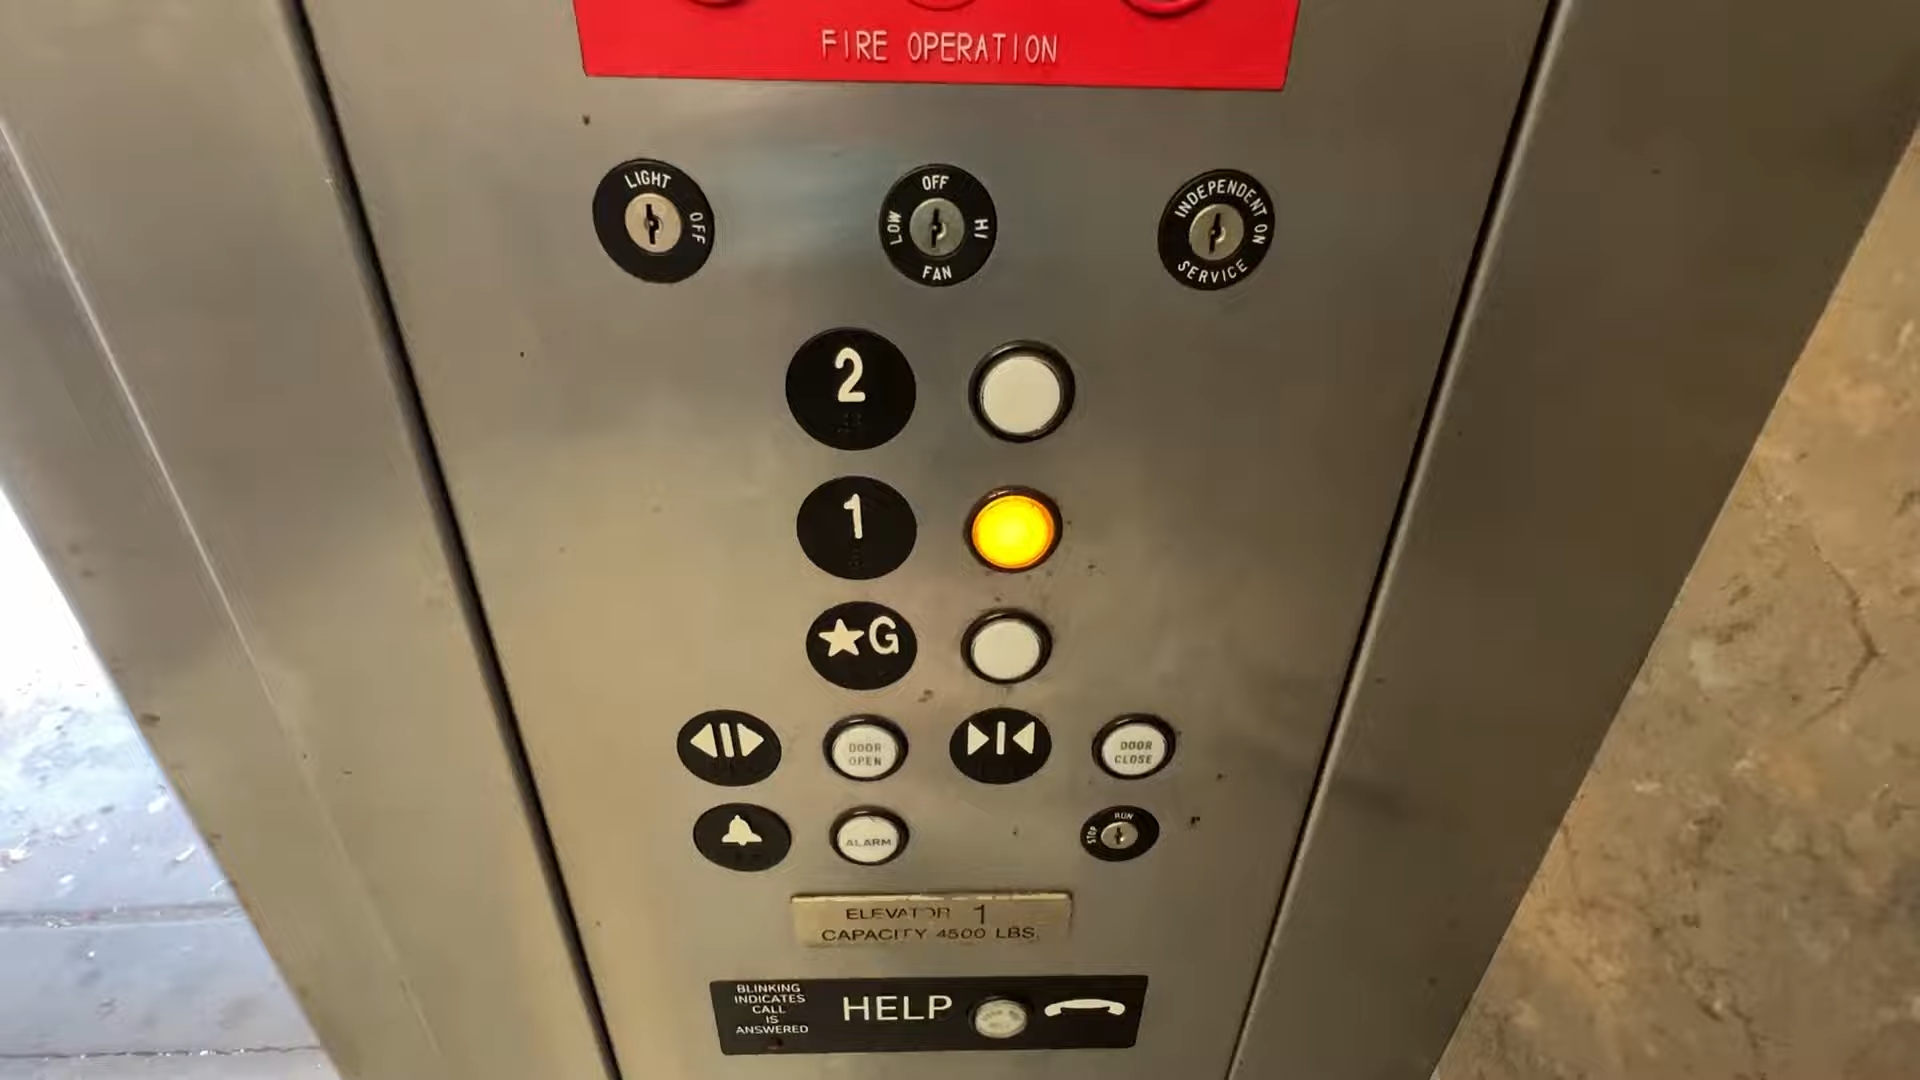 FIRE OPERATION
LIGHT
OFF
OFF
LOW
HI
FAN
INDEPENDENT
ON
SERVICE
2
1
★G
DOOR
OPEN
DOOR
CLOSE
ALARM
RUN
STOP
ELEVATOR 1
CAPACITY 4500 LBS.
BLINKING
INDICATES
CALL
IS
ANSWERED
HELP